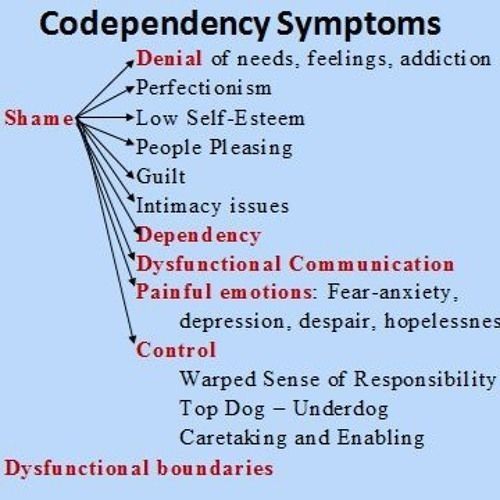 Codependency Symptoms
Denial of needs, feelings, addiction
Perfectionism
Shame
Low Self-Esteem
People Pleasing
Guilt
Intimacy issues
Dependency
Dysfunctional Communication
Painful emotions: Fear-anxiety,
depression, despair, hopelessnes
Control
Warped Sense of Responsibility
Top Dog – Underdog
Caretaking and Enabling
Dysfunctional boundaries